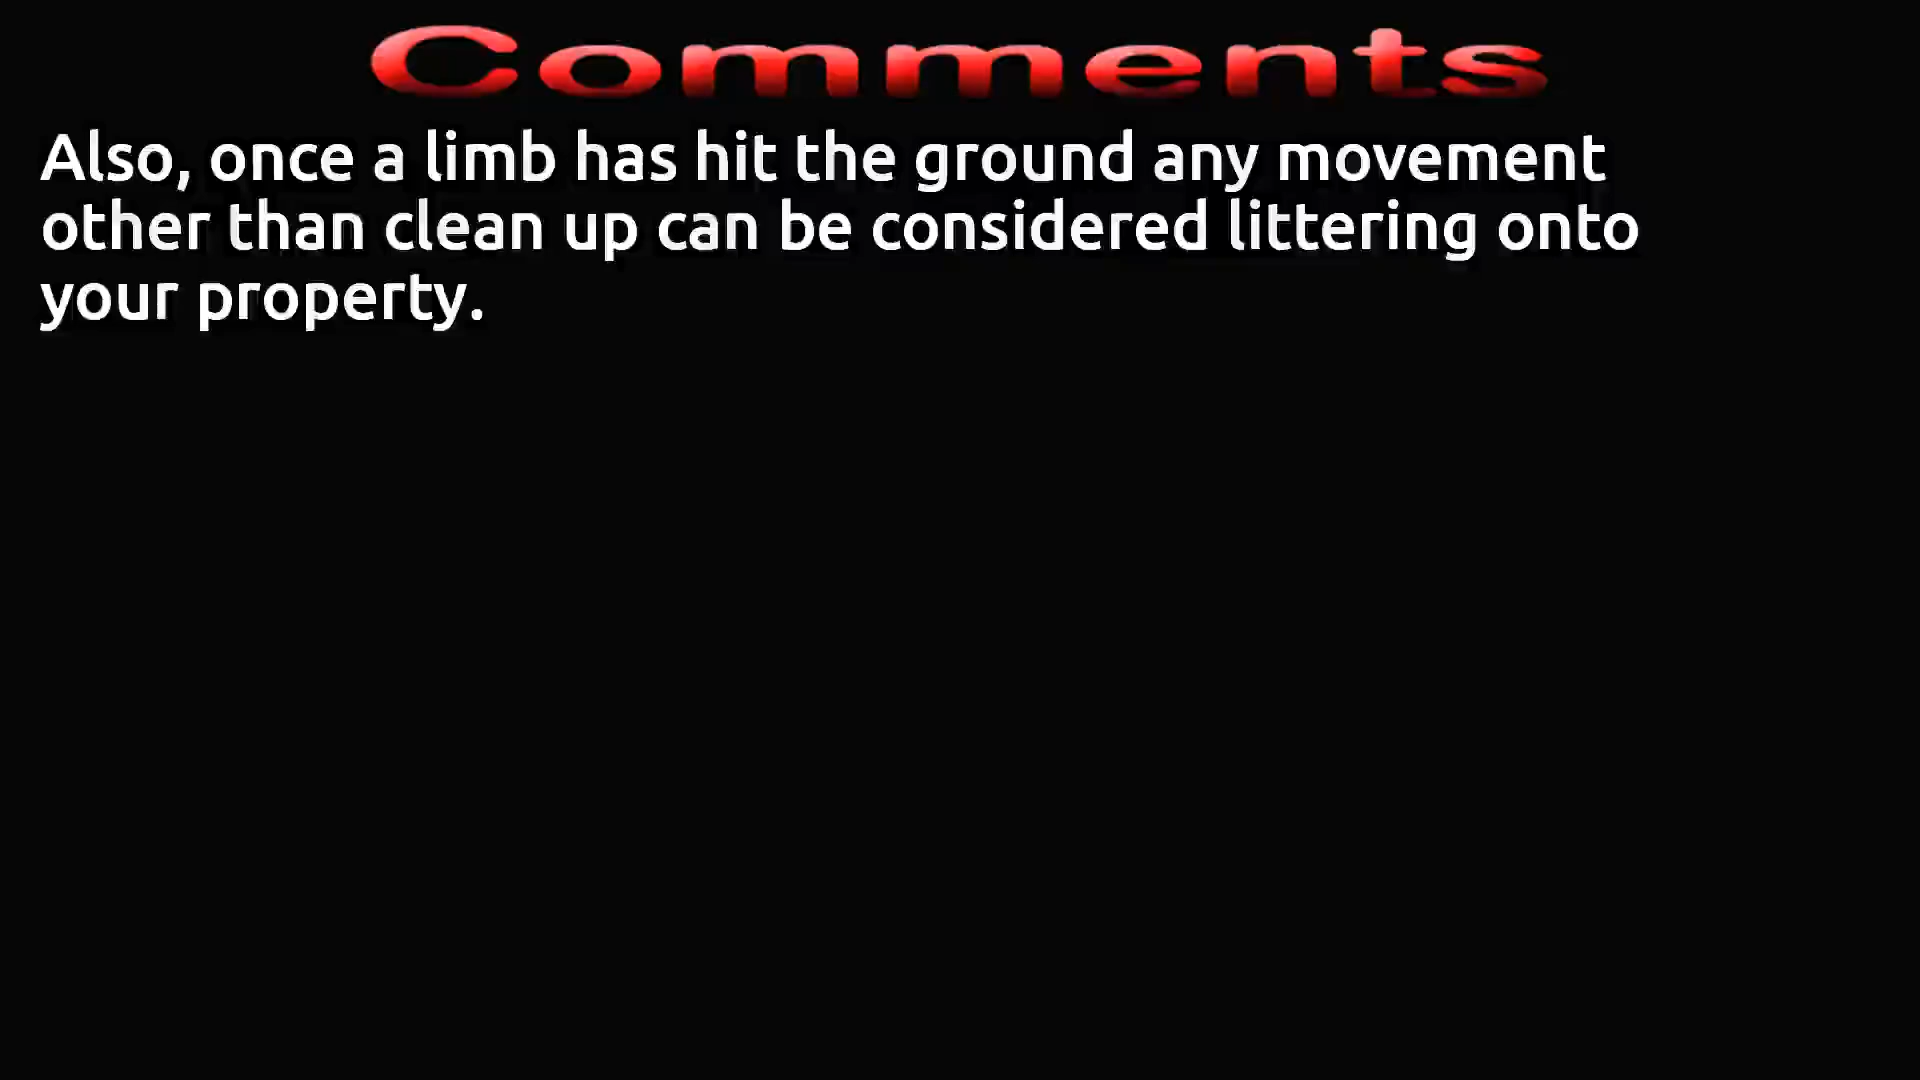 Comments
Also, once a limb has hit the ground any movement
other than clean up can be considered littering onto
your property.